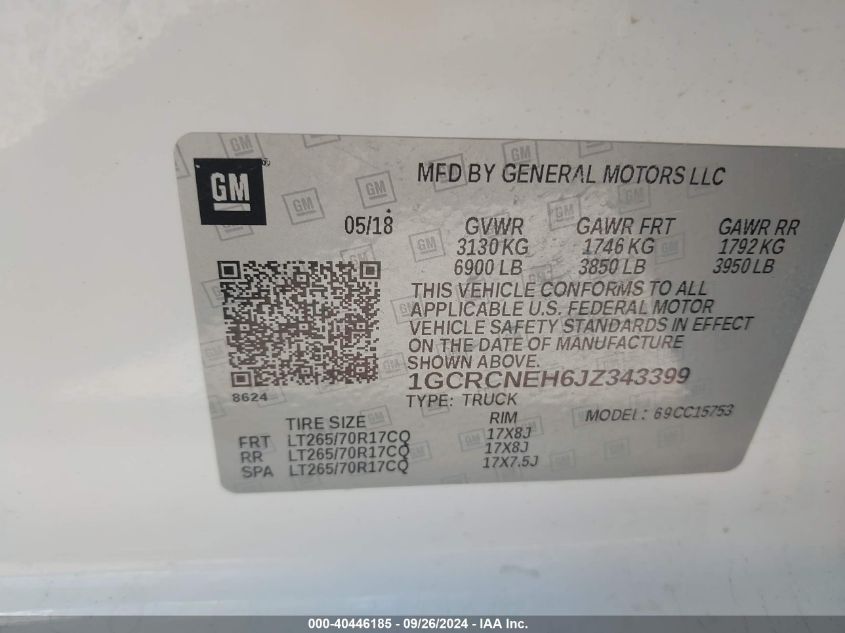 GM
MFD BY GENERAL MOTORS LLC
05/18 GVWR GAWR FRT GAWR RR
3130 KG 1746 KG 1792 KG
6900 LB 3850 LB 3950 LB
THIS VEHICLE CONFORMS TO ALL
APPLICABLE U.S. FEDERAL MOTOR
VEHICLE SAFETY STANDARDS IN EFFECT
ON THE DATE OF MANUFACTURE
SHOWN ABOVE.
1GCRCNEH6JZ343399
8624
TYPE: TRUCK MODEL: 69CC15753
TIRE SIZE RIM
FRT LT265/70R17CQ 17X8J
RR LT265/70R17CQ 17X8J
SPA LT265/70R17CQ 17X7.5J
000-40446185 - 09/26/2024 - IAA Inc.